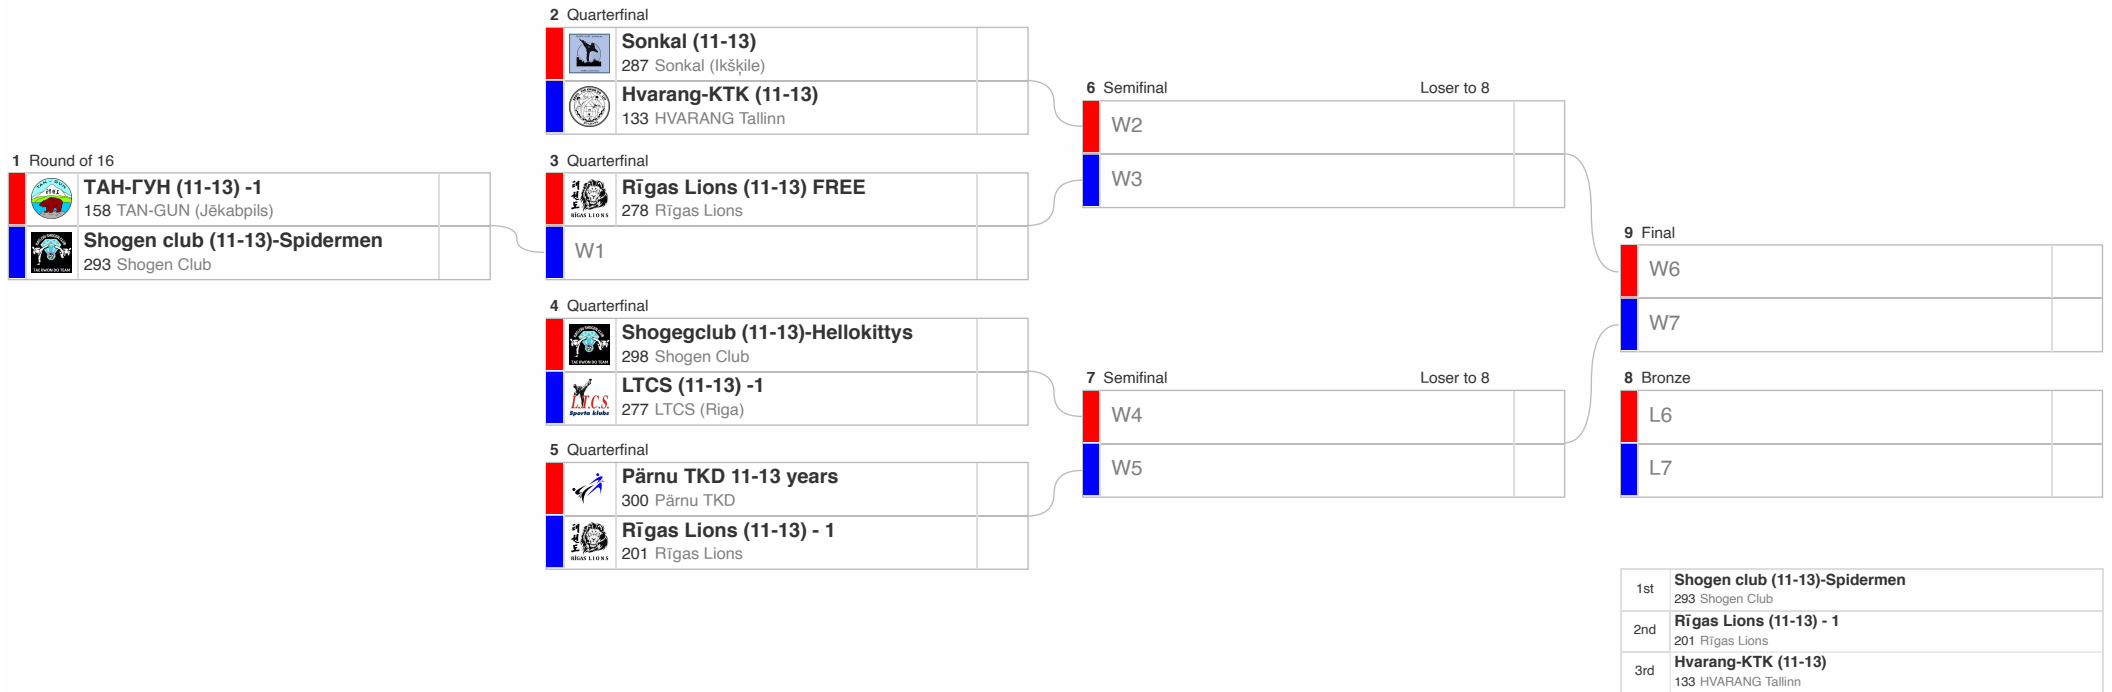 1 Round of 16
ТАН-ГУН (11-13) -1
158 TAN-GUN (Jēkabpils)
Shogen club (11-13)-Spidermen
293 Shogen Club
2 Quarterfinal
Sonkal (11-13)
287 Sonkal (Ikšķile)
Hvarang-KTK (11-13)
133 HVARANG Tallinn
3 Quarterfinal
Rīgas Lions (11-13) FREE
278 Rīgas Lions
W1
4 Quarterfinal
Shogegclub (11-13)-Hellokittys
298 Shogen Club
LTCS (11-13) -1
277 LTCS (Riga)
5 Quarterfinal
Pärnu TKD 11-13 years
300 Pärnu TKD
Rīgas Lions (11-13) - 1
201 Rīgas Lions
6 Semifinal Loser to 8
W2
W3
7 Semifinal Loser to 8
W4
W5
9 Final
W6
W7
8 Bronze
L6
L7
1st Shogen club (11-13)-Spidermen
293 Shogen Club
2nd Rīgas Lions (11-13) - 1
201 Rīgas Lions
3rd Hvarang-KTK (11-13)
133 HVARANG Tallinn